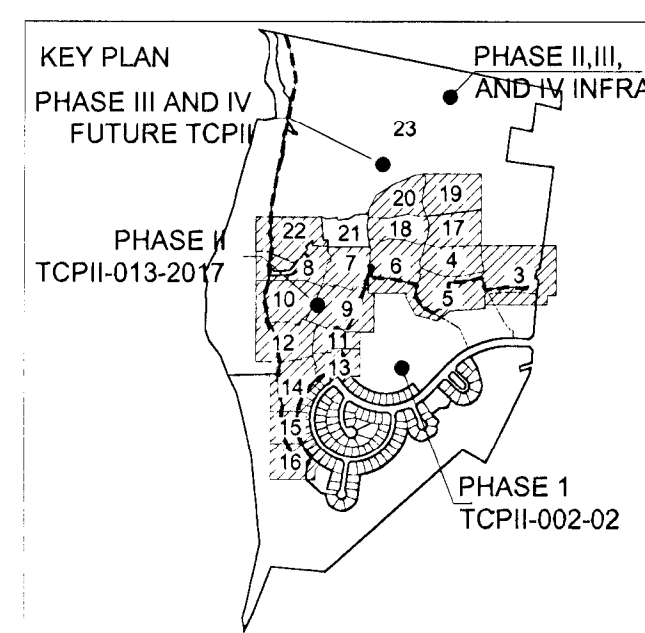 KEY PLAN
PHASE II,III,
AND IV INFRA
PHASE III AND IV
FUTURE TCPII
23
20 19
22 21 18 17
PHASE II
TCPII-013-2017
8 7 6 4 3
10 9 5
12 11
14 13
15
16
PHASE 1
TCPII-002-02